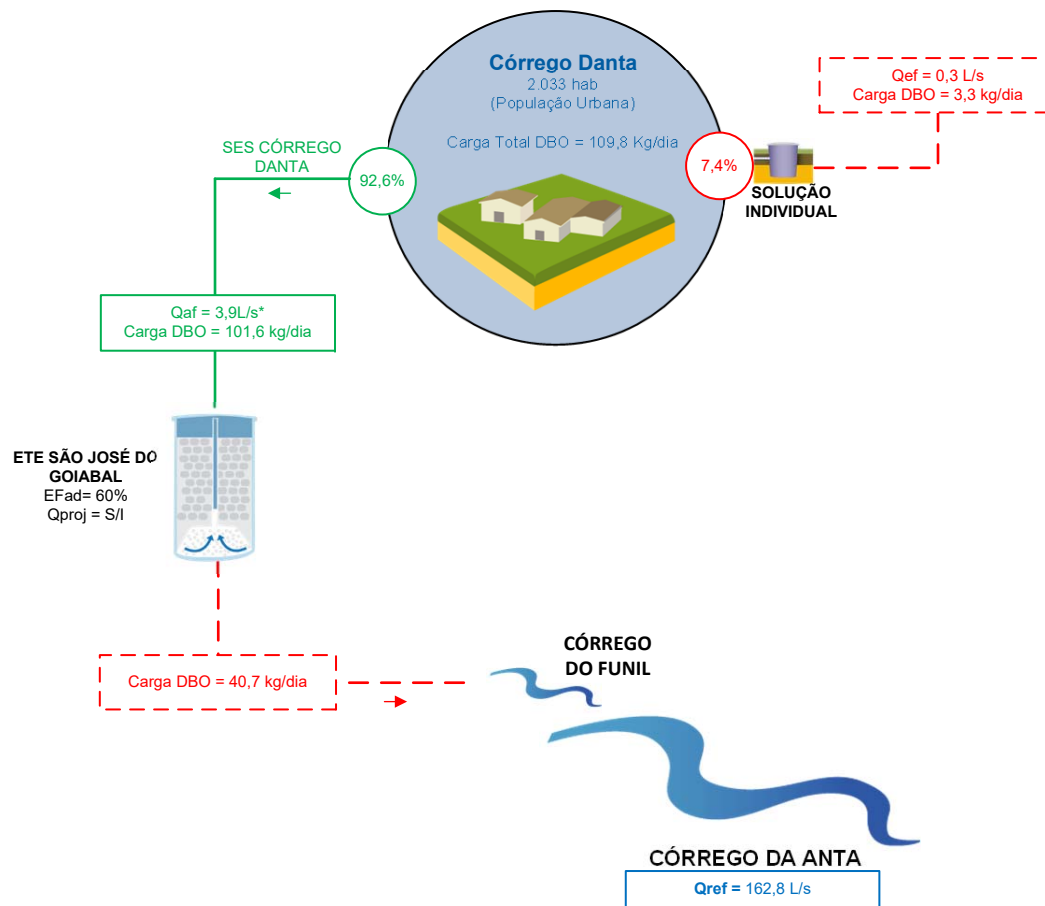 Córrego Danta
2.033 hab
(População Urbana)
Carga Total DBO = 109,8 Kg/dia
Qef = 0,3 L/s
Carga DBO = 3,3 kg/dia
SES CÓRREGO
DANTA
92,6%
7,4%
SOLUÇÃO
INDIVIDUAL
Qaf = 3,9L/s*
Carga DBO = 101,6 kg/dia
ETE SÃO JOSÉ DO
GOIABAL
EFad= 60%
Qproj = S/I
Carga DBO = 40,7 kg/dia
CÓRREGO
DO FUNIL
CÓRREGO DA ANTA
Qref = 162,8 L/s